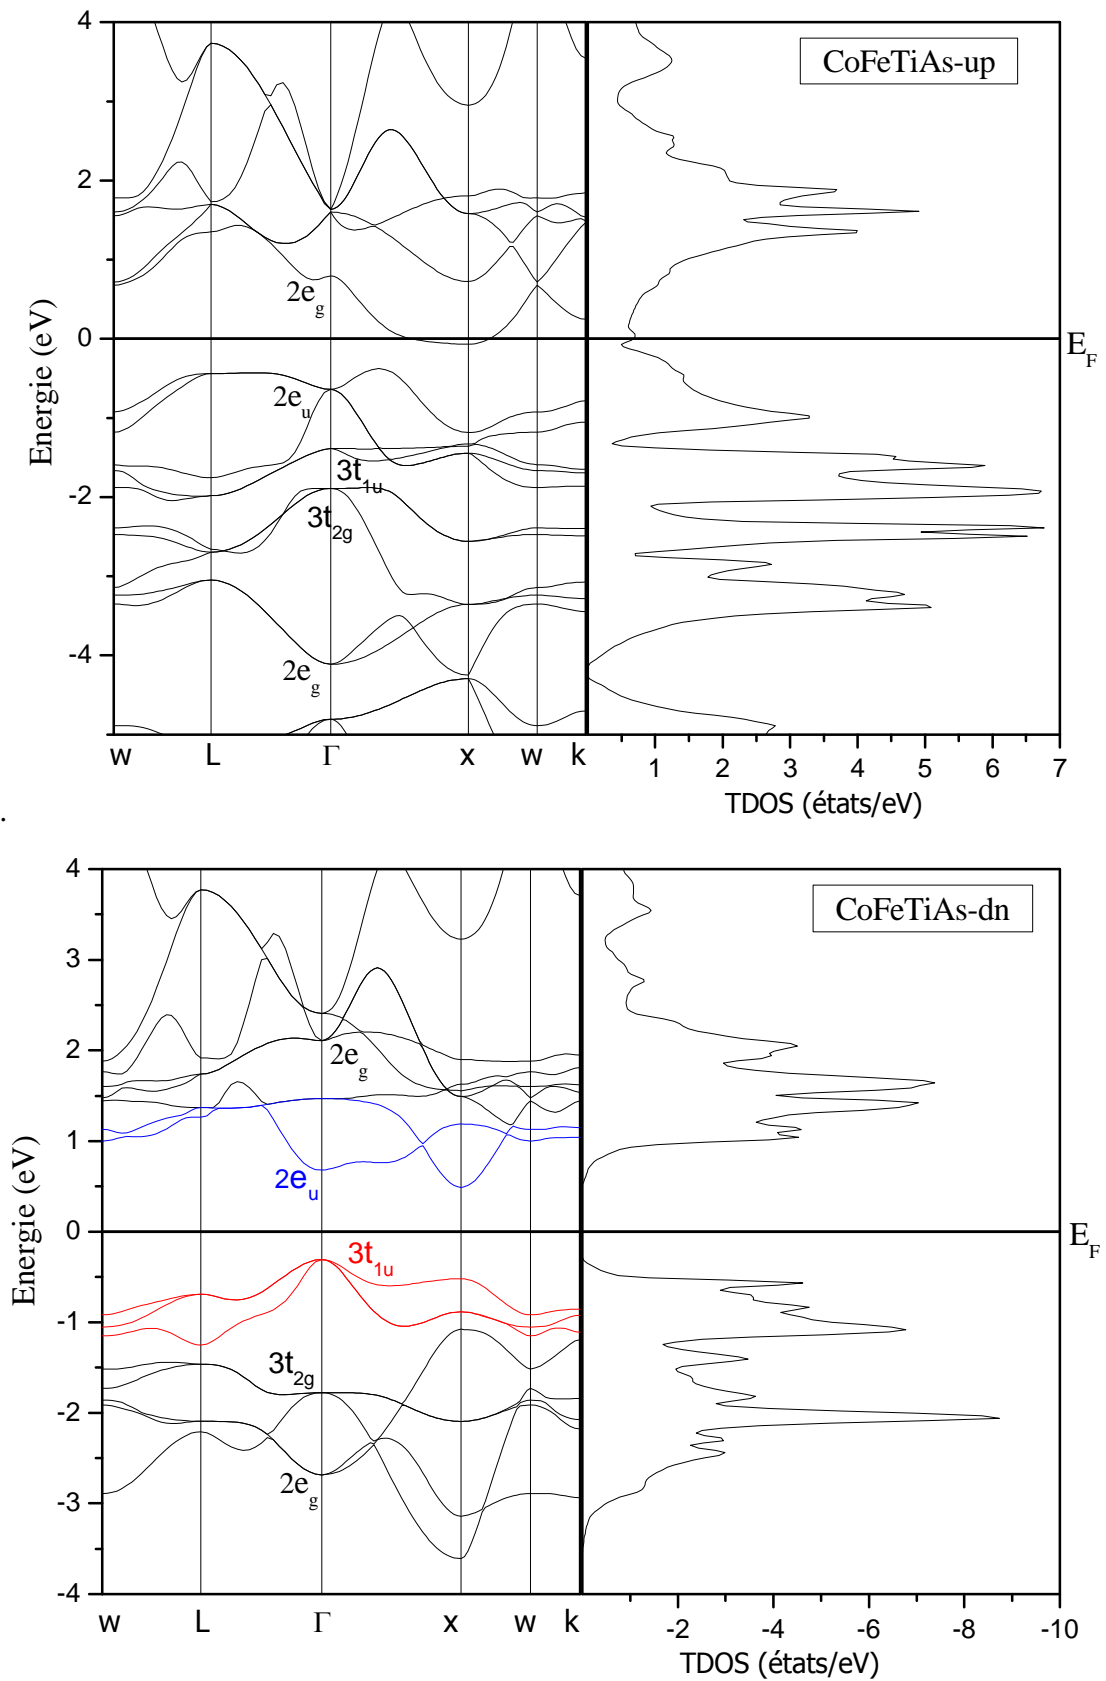 4
CoFeTiAs-up
2
2e_g
0
E_F
Energie (eV)
2e_u
3t_1u
-2
3t_2g
-4
2e_g
w L Γ x w k
1 2 3 4 5 6 7
TDOS (états/eV)
.
4
CoFeTiAs-dn
3
2
2e_g
1
2e_u
0
E_F
Energie (eV)
3t_1u
-1
3t_2g
-2
2e_g
-3
-4
w L Γ x w k
-2 -4 -6 -8 -10
TDOS (états/eV)